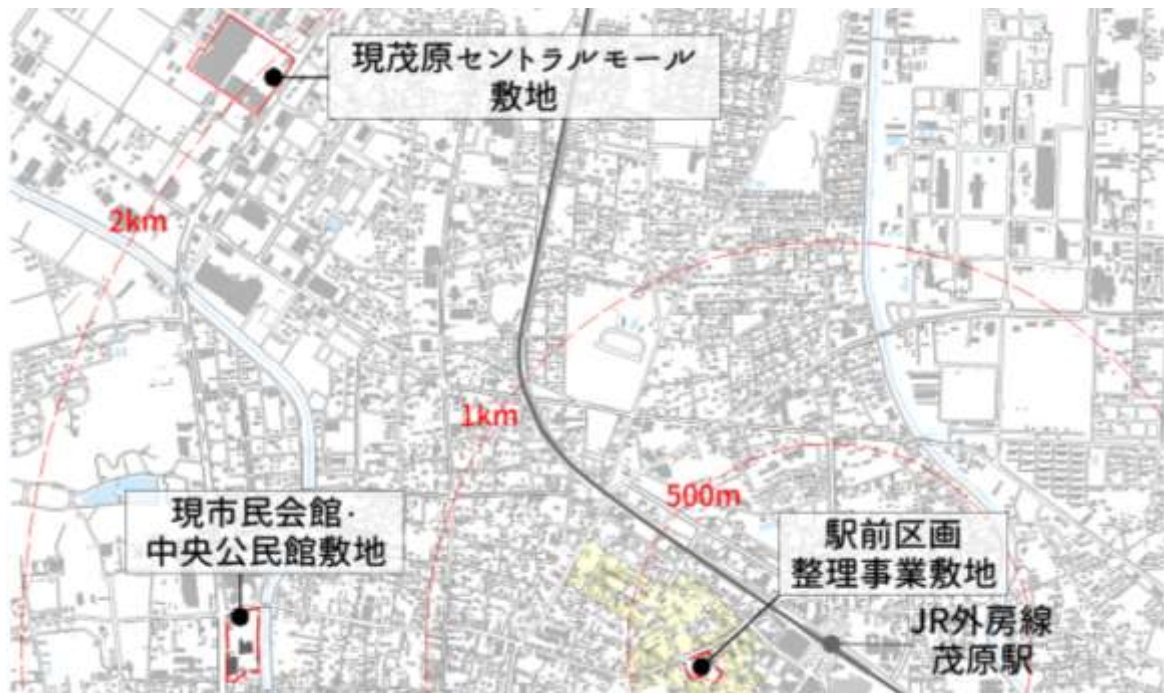 現茂原セントラルモール
敷地
2km
1km
500m
現市民会館・
中央公民館敷地
駅前区画
整理事業敷地
JR外房線
茂原駅